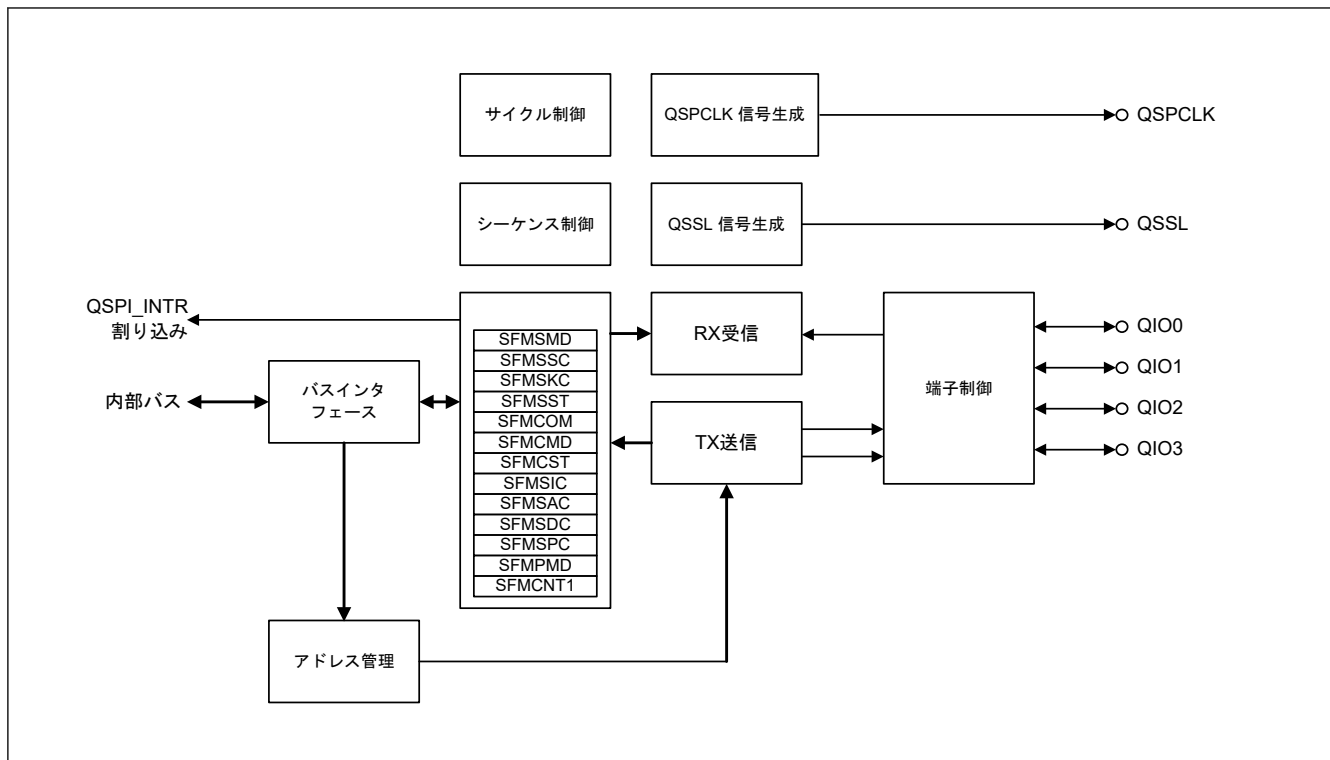 サイクル制御
QSPCLK 信号生成
QSPCLK
シーケンス制御
QSSL 信号生成
QSSL
QSPI_INTR
割り込み
内部バス
バスインタ
フェース
SFMSMD
SFMSSC
SFMSKC
SFMSST
SFMCOM
SFMCMD
SFMCST
SFMSIC
SFMSAC
SFMSDC
SFMSPC
SFMPMD
SFMCNT1
RX受信
TX送信
端子制御
QIO0
QIO1
QIO2
QIO3
アドレス管理